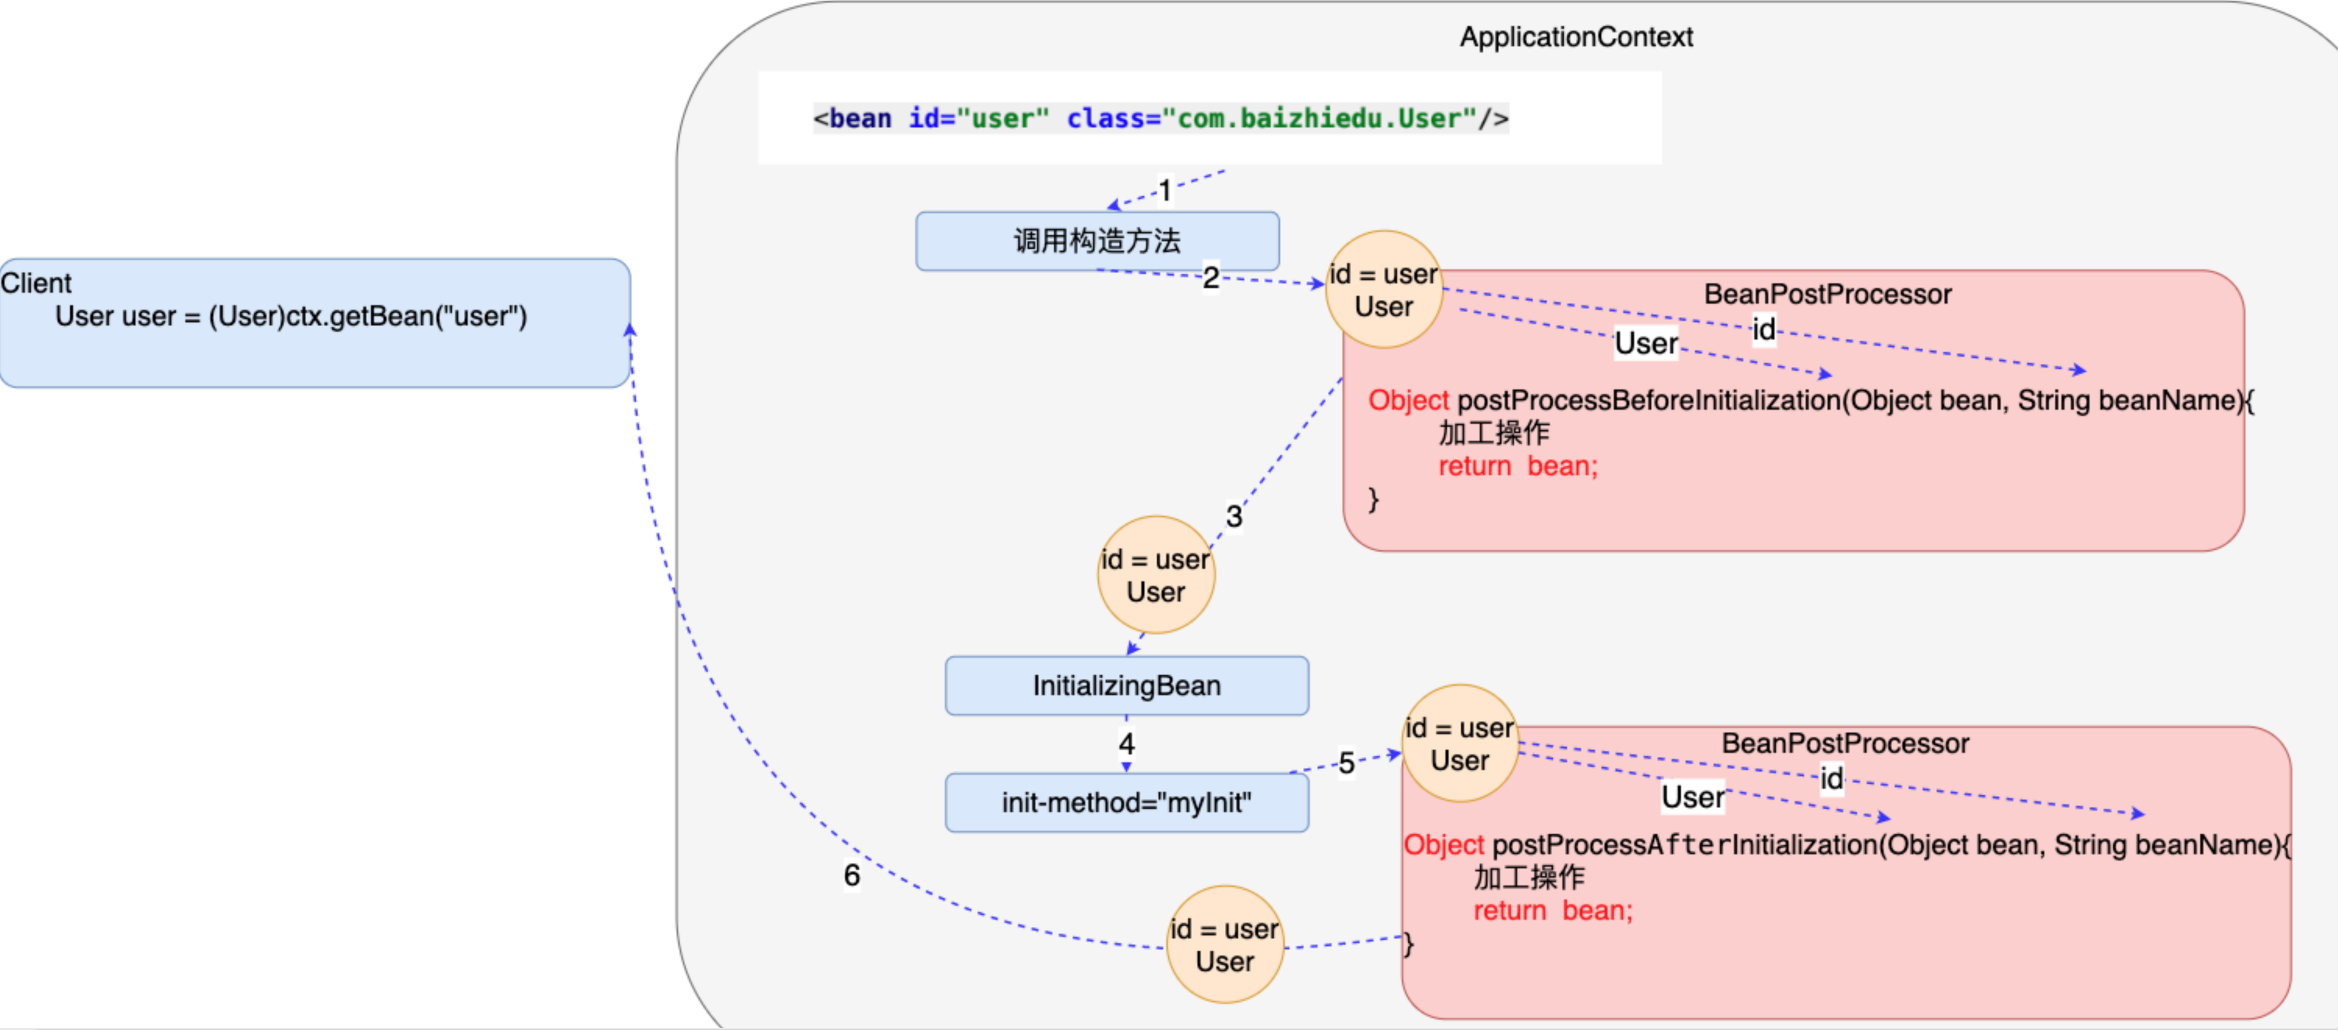 ApplicationContext
<bean id="user" class="com.baizhiedu.User"/>
1
调用构造方法
2
id = user
User
BeanPostProcessor
id
User
Object postProcessBeforeInitialization(Object bean, String beanName){
加工操作
return bean;
}
Client
User user = (User)ctx.getBean("user")
3
id = user
User
InitializingBean
4
init-method="myInit"
5
id = user
User
BeanPostProcessor
id
User
Object postProcessAfterInitialization(Object bean, String beanName){
加工操作
return bean;
}
6
id = user
User